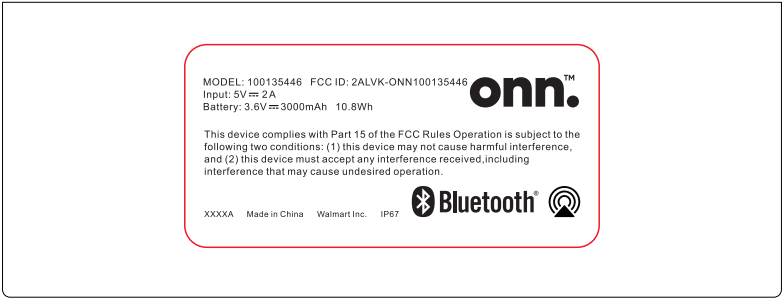 MODEL: 100135446 FCC ID: 2ALVK-ONN100135446
Input: 5V⎓2A
Battery: 3.6V⎓3000mAh 10.8Wh
onn.™
This device complies with Part 15 of the FCC Rules Operation is subject to the
following two conditions: (1) this device may not cause harmful interference,
and (2) this device must accept any interference received,including
interference that may cause undesired operation.
Bluetooth®
XXXXA Made in China Walmart Inc. IP67